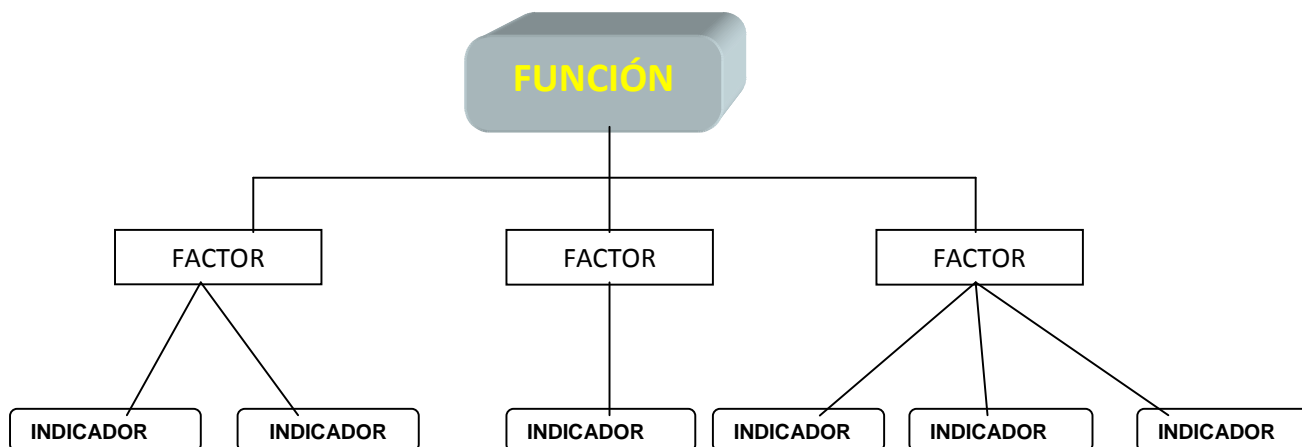 FUNCIÓN
FACTOR
FACTOR
FACTOR
INDICADOR
INDICADOR
INDICADOR
INDICADOR
INDICADOR
INDICADOR